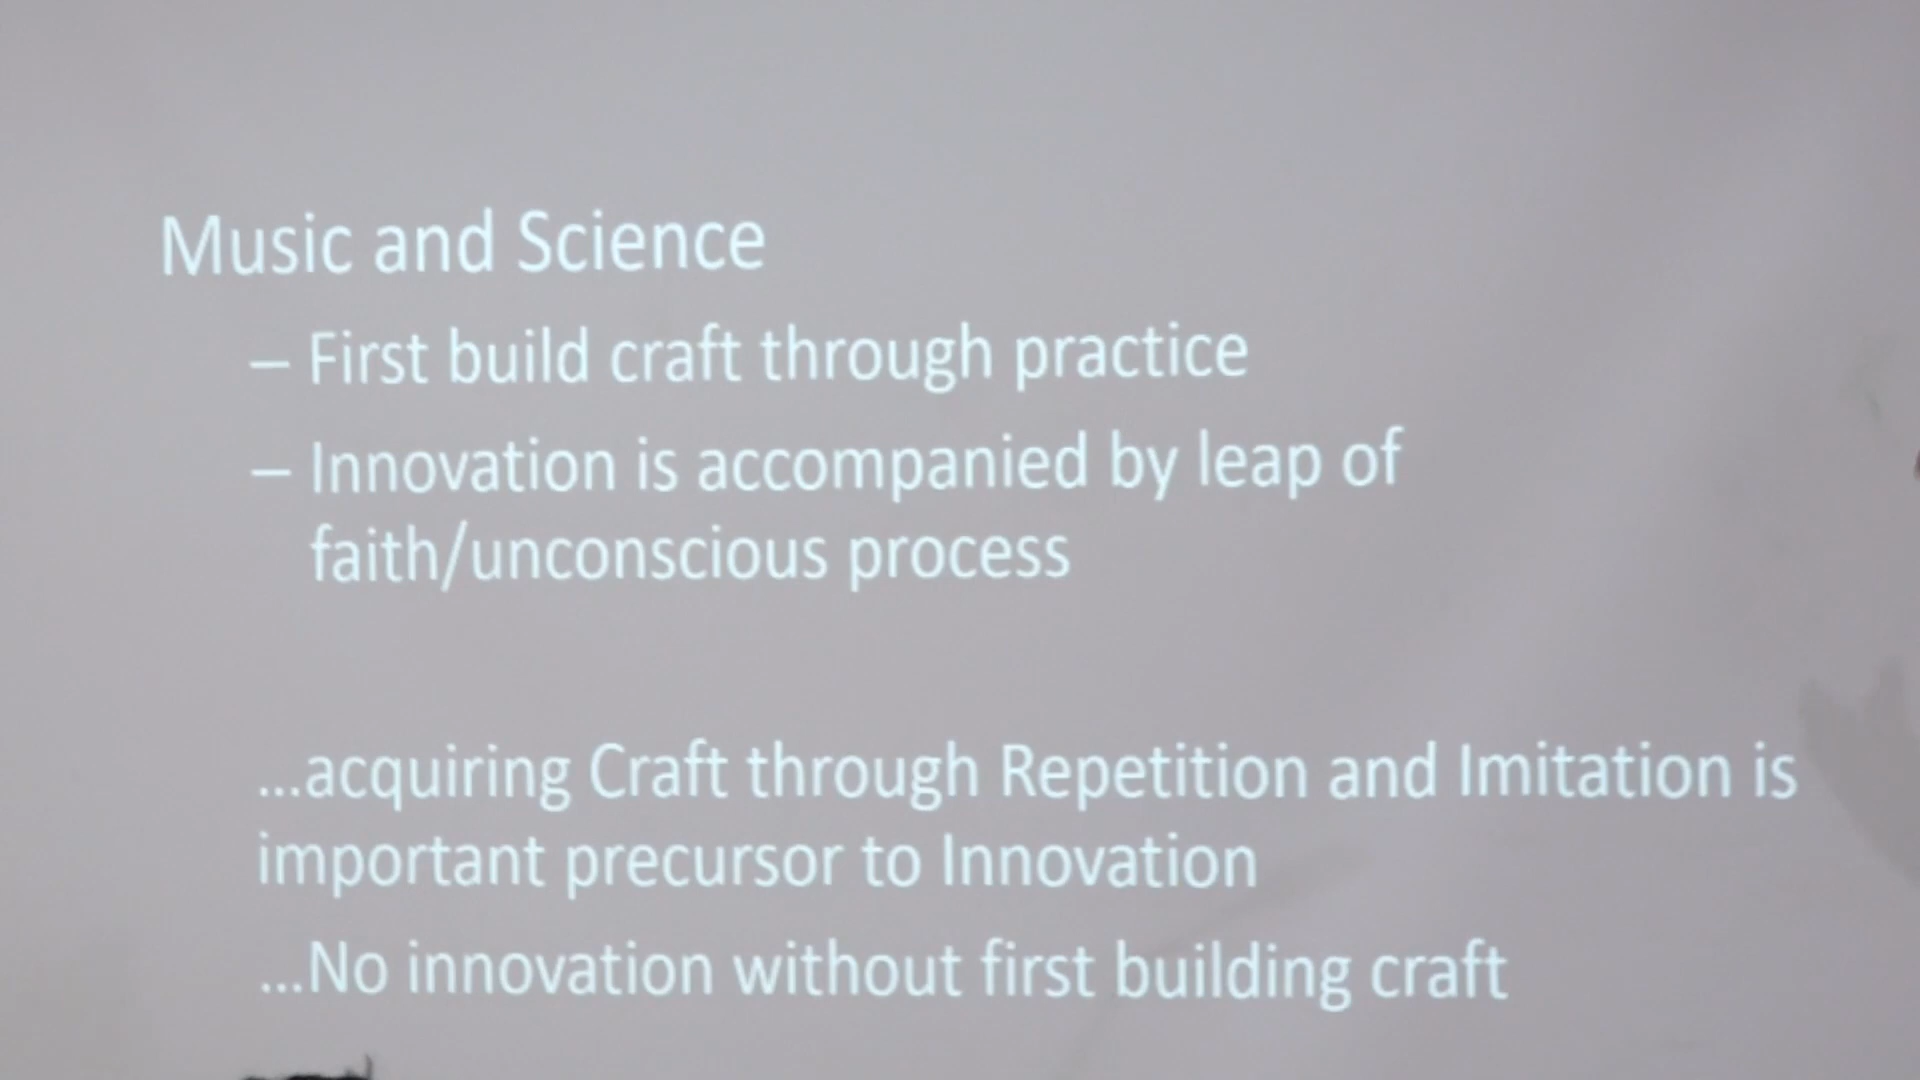 Music and Science
– First build craft through practice
– Innovation is accompanied by leap of
faith/unconscious process
...acquiring Craft through Repetition and Imitation is
important precursor to Innovation
...No innovation without first building craft